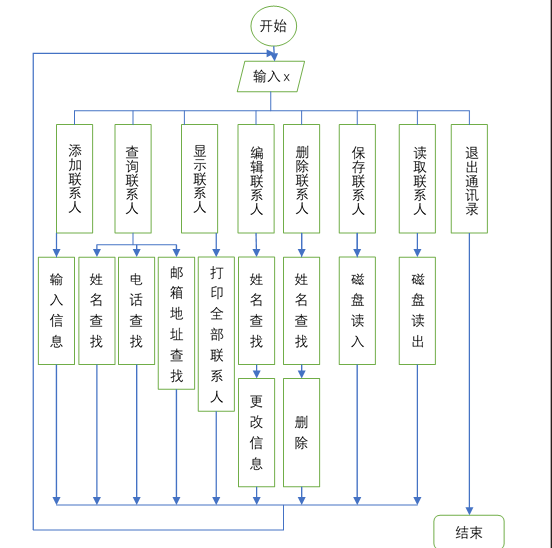 开始
输入 x
添加联系人
查询联系人
显示联系人
编辑联系人
删除联系人
保存联系人
读取联系人
退出通讯录
输入信息
姓名查找
电话查找
邮箱地址查找
打印全部联系人
姓名查找
姓名查找
磁盘读入
磁盘读出
更改信息
删除
结束